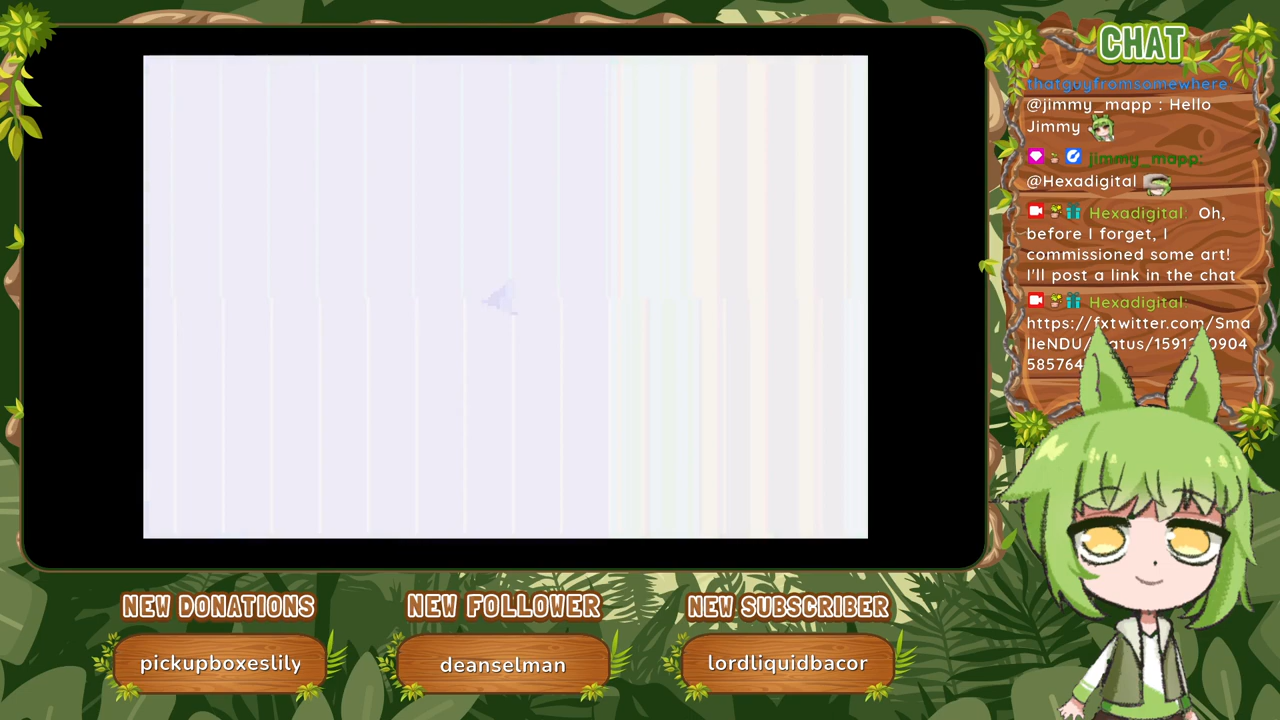 CHAT
thatguyfromsomewhere:
@jimmy_mapp : Hello
Jimmy
jimmy_mapp:
@Hexadigital
Hexadigital: Oh,
before I forget, I
commissioned some art!
I'll post a link in the chat
Hexadigital:
https://fxtwitter.com/Sma
lleNDU/
585764
NEW DONATIONS
NEW FOLLOWER
NEW SUBSCRIBER
pickupboxeslily
deanselman
lordliquidbacor